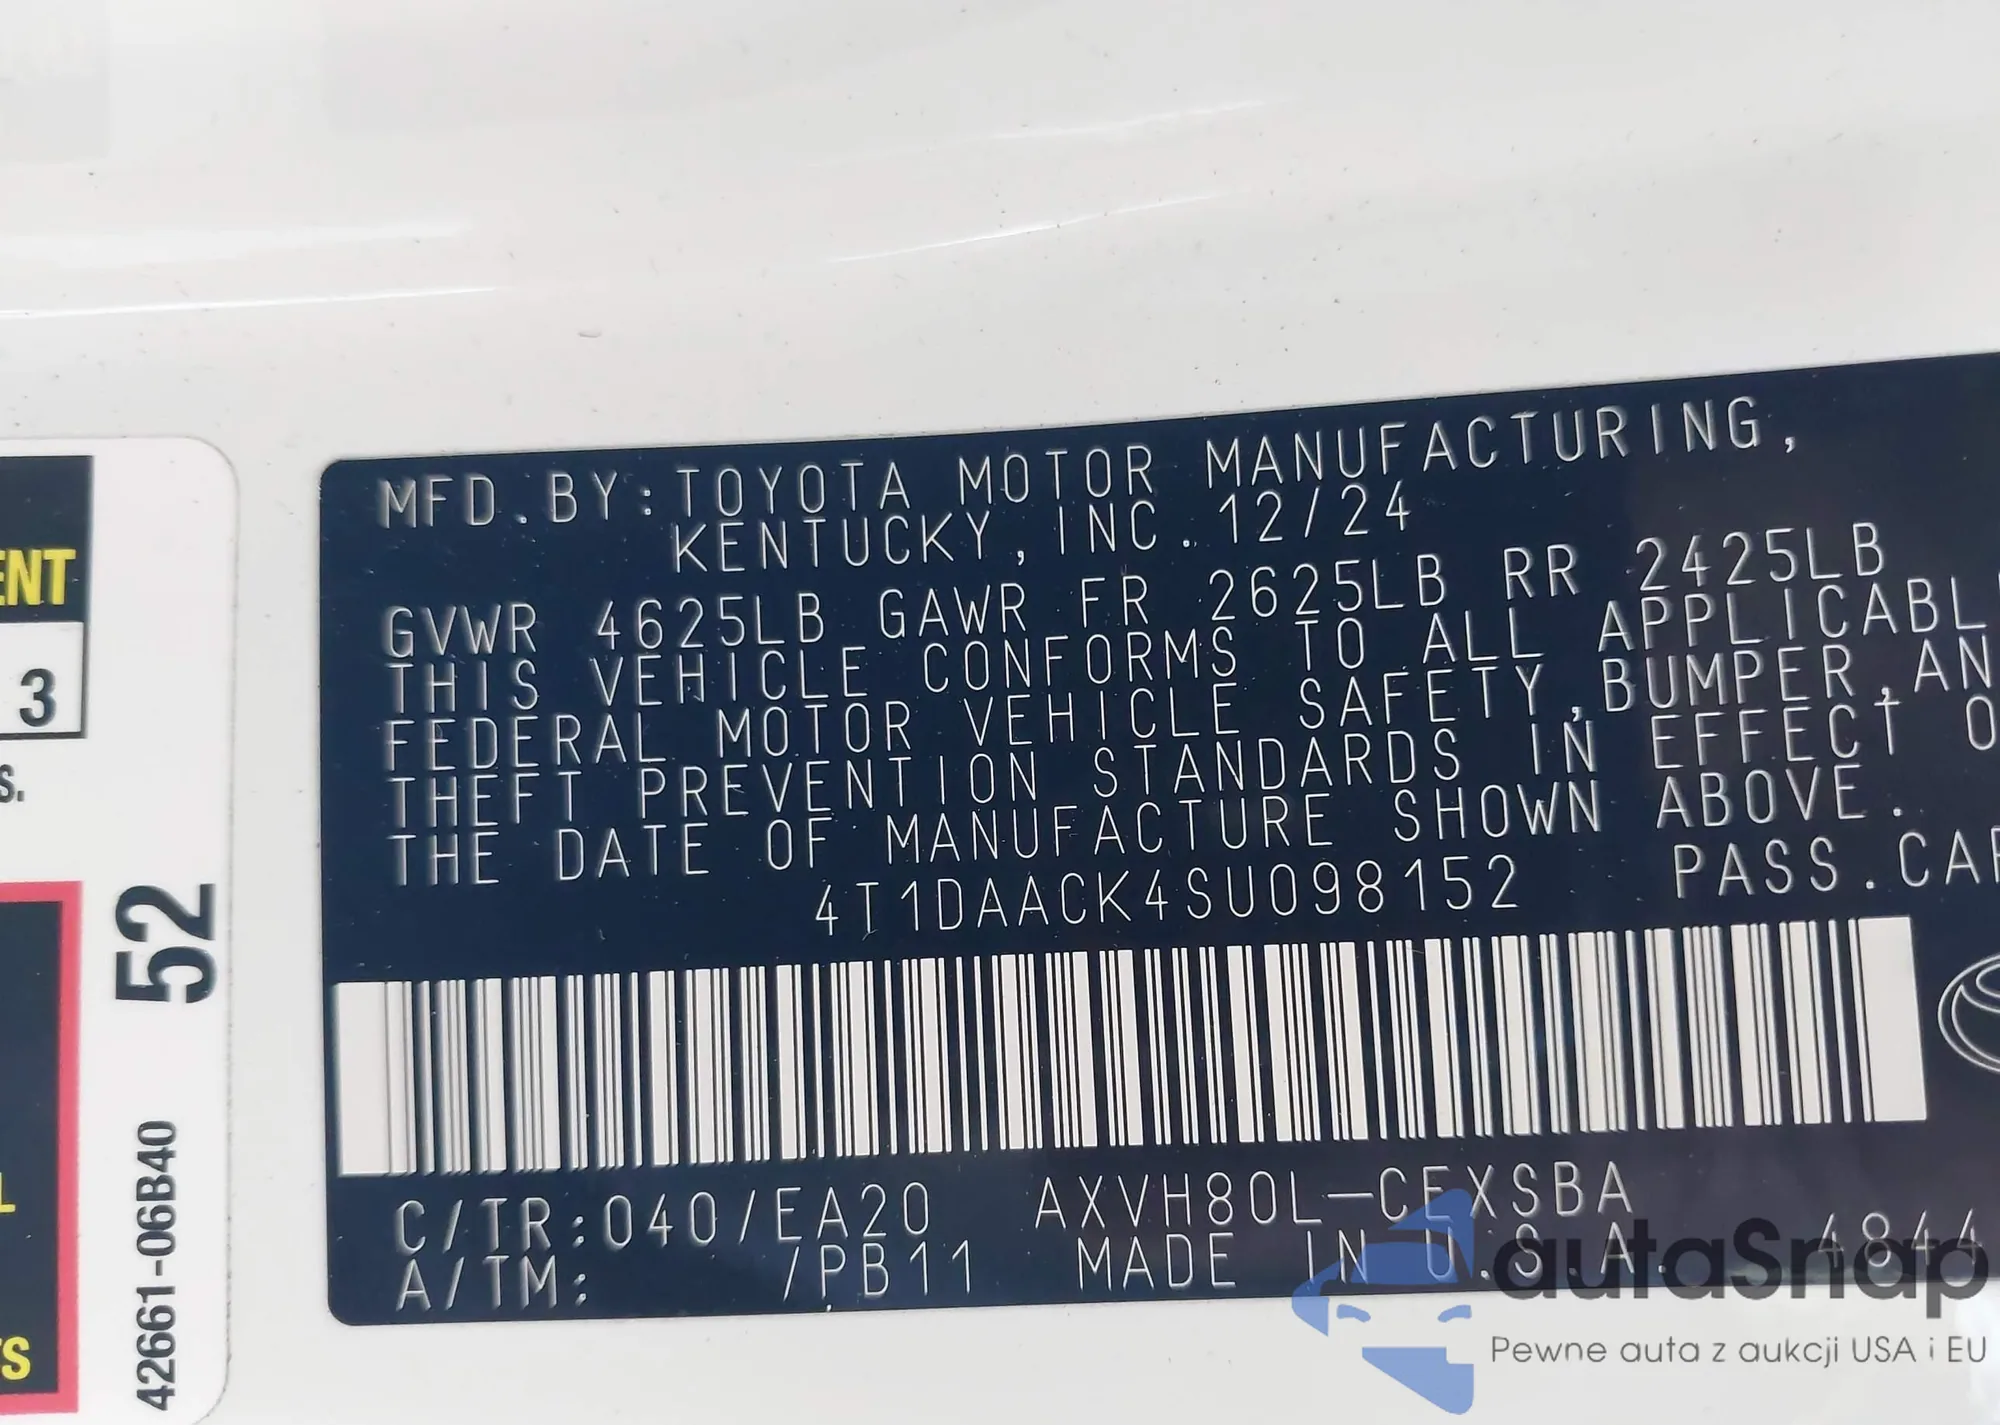 ENT
3
S.
52
42661-06B40
L
TS
MFD.BY:TOYOTA MOTOR MANUFACTURING,
KENTUCKY,INC. 12/24
GVWR 4625LB GAWR FR 2625LB RR 2425LB
THIS VEHICLE CONFORMS TO ALL APPLICABL
FEDERAL MOTOR VEHICLE SAFETY,BUMPER,AN
THEFT PREVENTION STANDARDS IN EFFECT O
THE DATE OF MANUFACTURE SHOWN ABOVE.
4T1DAACK4SU098152 PASS.CAR
C/TR:040/EA20 AXVH80L-CEXSBA
A/TM: /PB11 MADE IN U.S.A. 4844
autaSnap
Pewne auta z aukcji USA i EU